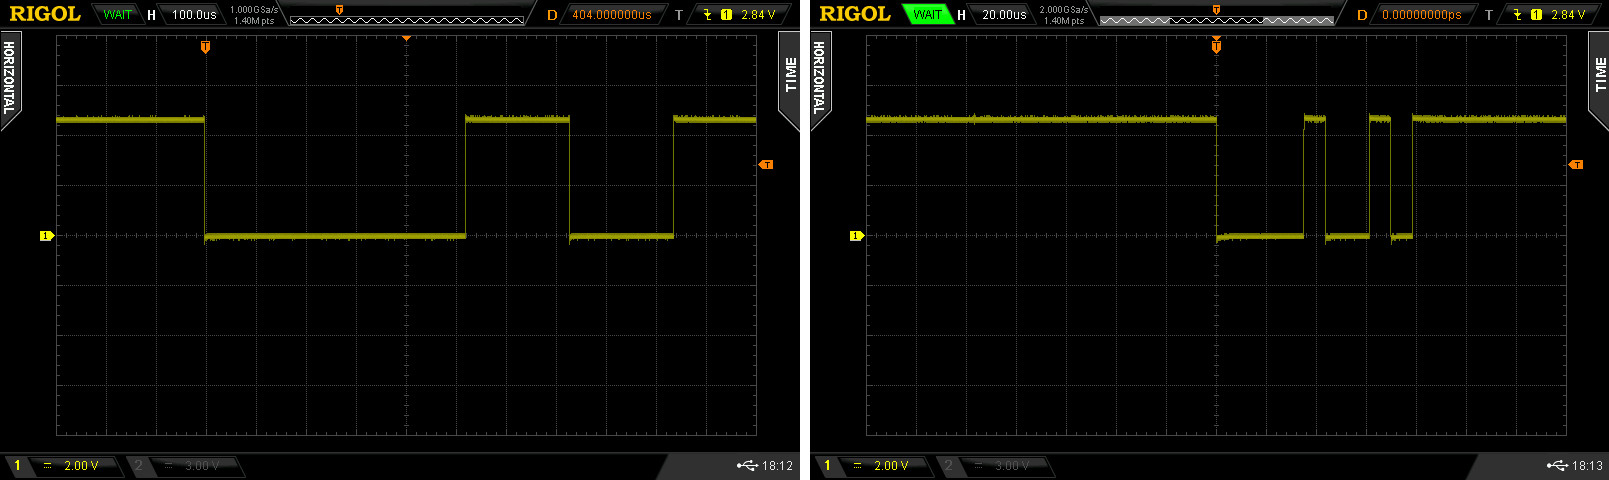 RIGOL WAIT H 100.0us 1.000GSa/s 1.40M pts T D 404.000000us T 1 2.84 V
HORIZONTAL
T
TIME
T
1
1 2.00 V 2 3.00 V 18:12
RIGOL WAIT H 20.00us 2.000GSa/s 1.40M pts T D 0.00000000ps T 1 2.84 V
HORIZONTAL
T
TIME
T
1
1 2.00 V 2 3.00 V 18:13